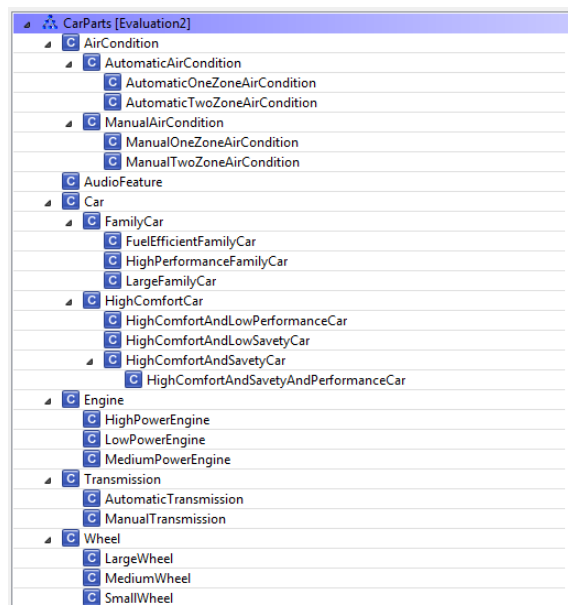 CarParts [Evaluation2]
C AirCondition
C AutomaticAirCondition
C AutomaticOneZoneAirCondition
C AutomaticTwoZoneAirCondition
C ManualAirCondition
C ManualOneZoneAirCondition
C ManualTwoZoneAirCondition
C AudioFeature
C Car
C FamilyCar
C FuelEfficientFamilyCar
C HighPerformanceFamilyCar
C LargeFamilyCar
C HighComfortCar
C HighComfortAndLowPerformanceCar
C HighComfortAndLowSavetyCar
C HighComfortAndSavetyCar
C HighComfortAndSavetyAndPerformanceCar
C Engine
C HighPowerEngine
C LowPowerEngine
C MediumPowerEngine
C Transmission
C AutomaticTransmission
C ManualTransmission
C Wheel
C LargeWheel
C MediumWheel
C SmallWheel